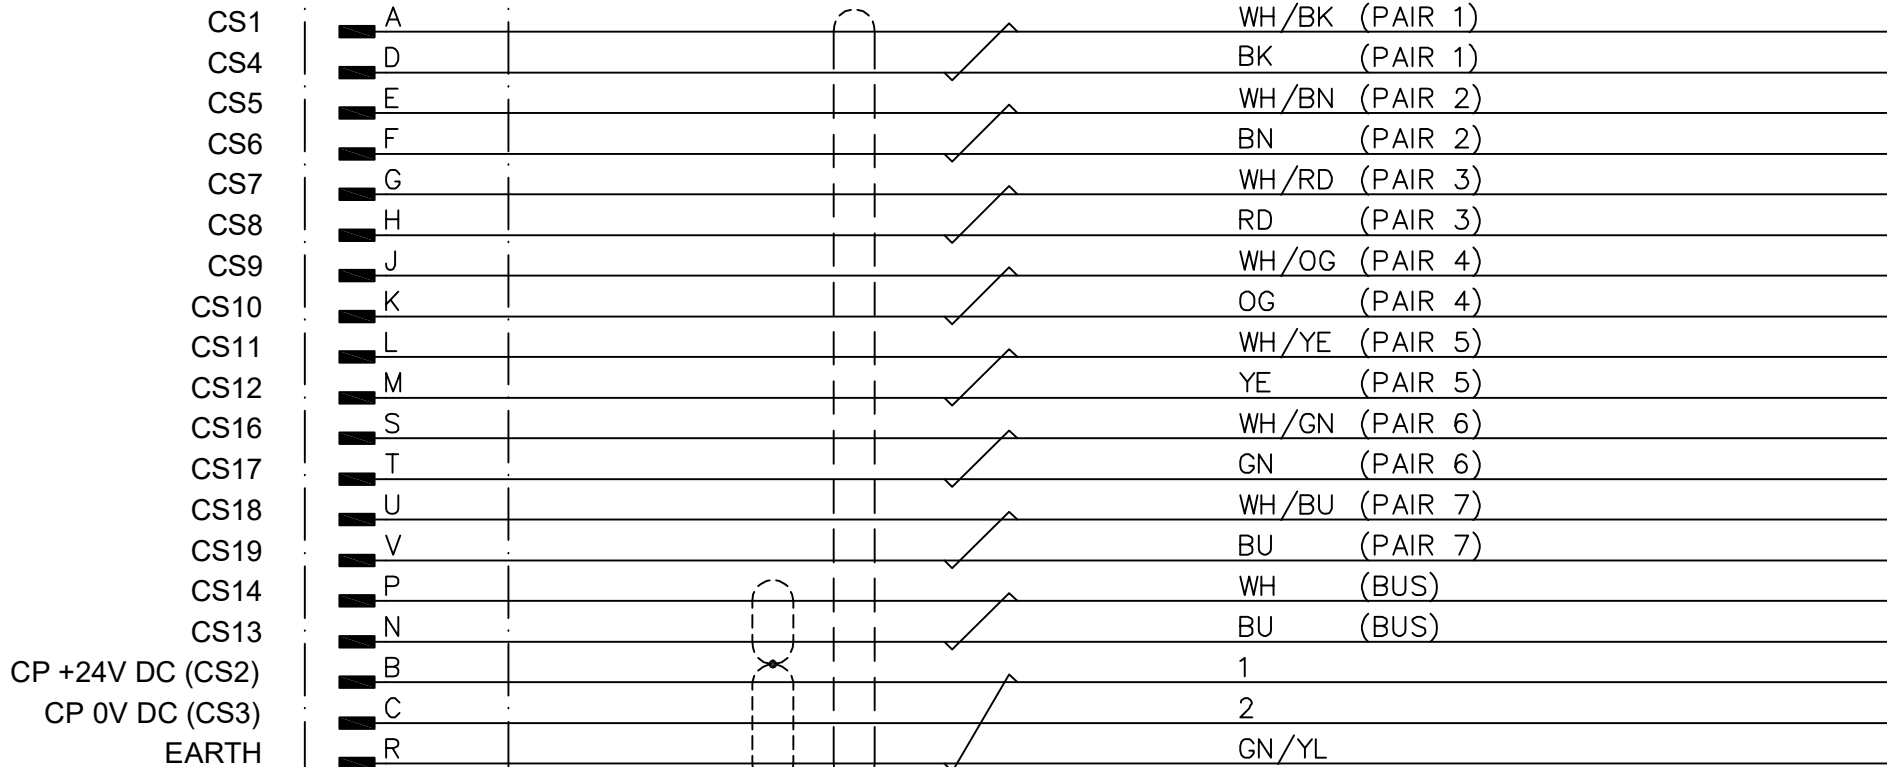 CS1 A WH/BK (PAIR 1)
CS4 D BK (PAIR 1)
CS5 E WH/BN (PAIR 2)
CS6 F BN (PAIR 2)
CS7 G WH/RD (PAIR 3)
CS8 H RD (PAIR 3)
CS9 J WH/OG (PAIR 4)
CS10 K OG (PAIR 4)
CS11 L WH/YE (PAIR 5)
CS12 M YE (PAIR 5)
CS16 S WH/GN (PAIR 6)
CS17 T GN (PAIR 6)
CS18 U WH/BU (PAIR 7)
CS19 V BU (PAIR 7)
CS14 P WH (BUS)
CS13 N BU (BUS)
CP +24V DC (CS2) B 1
CP 0V DC (CS3) C 2
EARTH R GN/YL